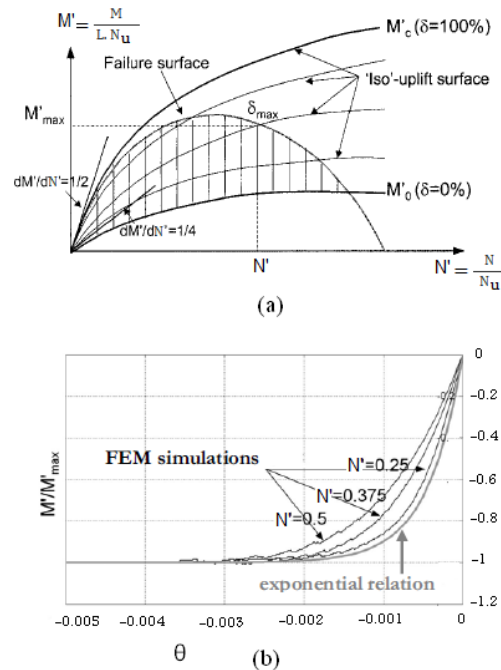 M' = M / L. Nu
M'c (δ=100%)
Failure surface
'Iso'-uplift surface
M'max
δmax
dM'/dN'=1/2
M'0 (δ=0%)
dM'/dN'=1/4
N'
N' = N / Nu
(a)
0
-0.2
FEM simulations
N'=0.25
-0.4
M'/M'max
-0.6
N'=0.375
N'=0.5
-0.8
-1
exponential relation
-1.2
-0.005 -0.004 -0.003 -0.002 -0.001 0
θ
(b)